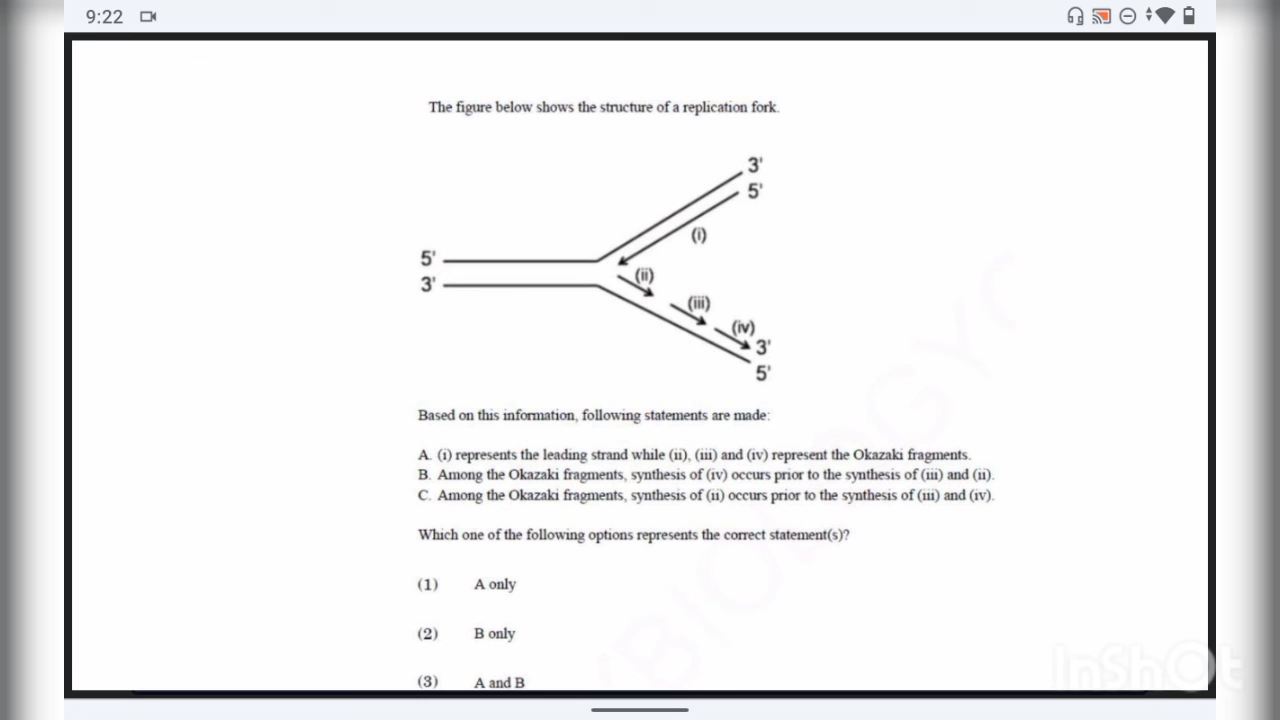 9:22
The figure below shows the structure of a replication fork.
3'
5'
(i)
5'
(ii)
3'
(iii)
(iv)
3'
5'
Based on this information, following statements are made:
A. (i) represents the leading strand while (ii), (iii) and (iv) represent the Okazaki fragments.
B. Among the Okazaki fragments, synthesis of (iv) occurs prior to the synthesis of (iii) and (ii).
C. Among the Okazaki fragments, synthesis of (ii) occurs prior to the synthesis of (iii) and (iv).
Which one of the following options represents the correct statement(s)?
(1) A only
(2) B only
(3) A and B
InShOt